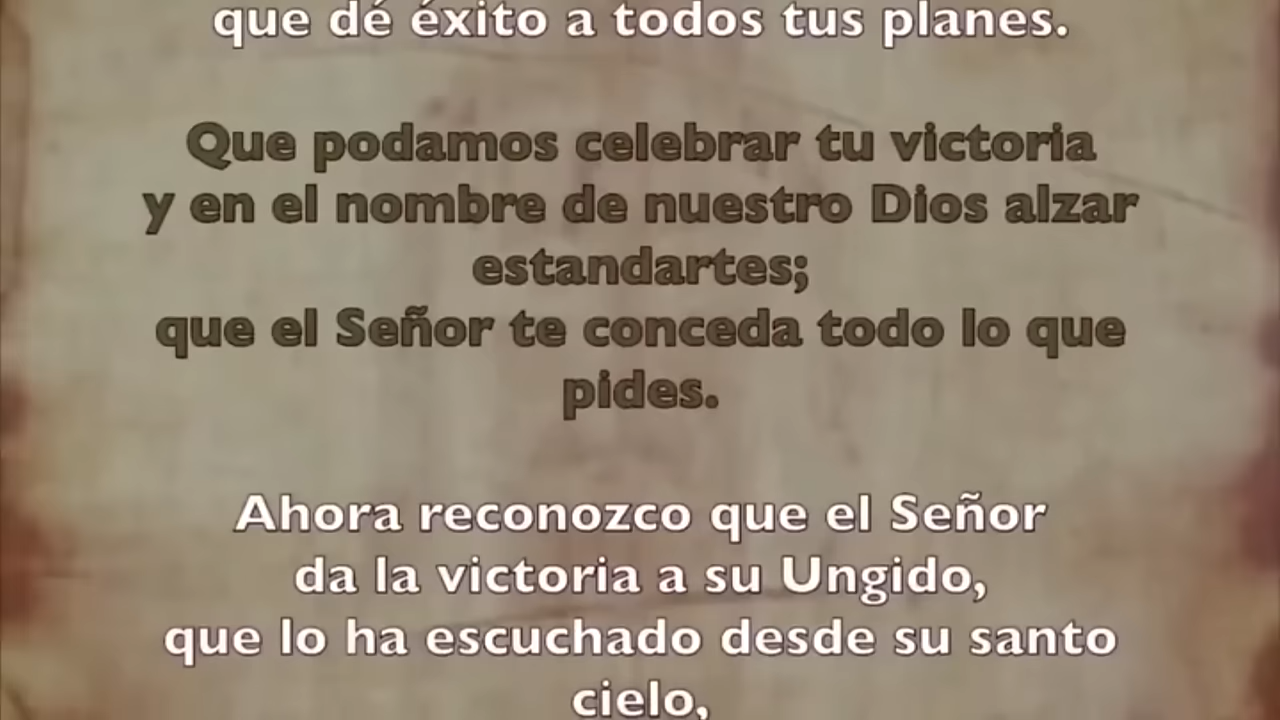 que dé éxito a todos tus planes.
Que podamos celebrar tu victoria
y en el nombre de nuestro Dios alzar
estandartes;
que el Señor te conceda todo lo que
pides.
Ahora reconozco que el Señor
da la victoria a su Ungido,
que lo ha escuchado desde su santo
cielo,